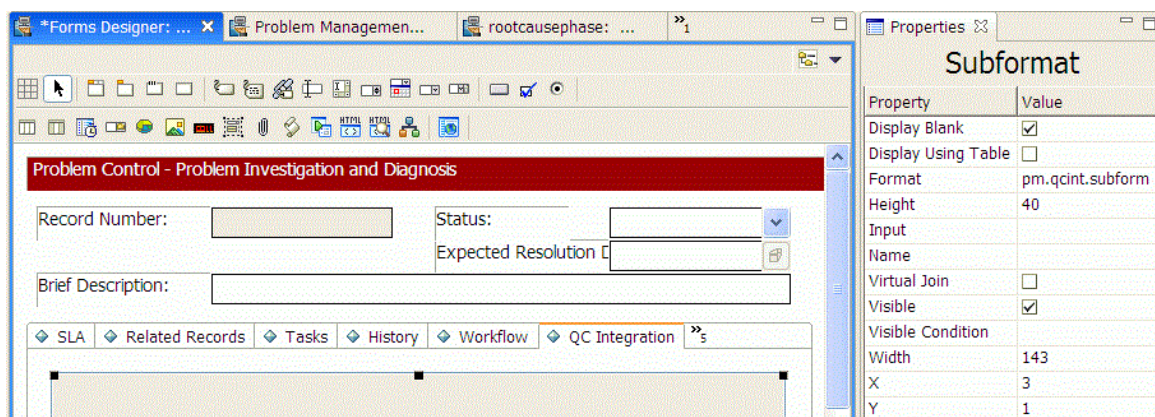 *Forms Designer: ...
Problem Managemen...
rootcausephase: ...
»1
HTML HTML
Problem Control - Problem Investigation and Diagnosis
Record Number:
Status:
Expected Resolution D
Brief Description:
SLA
Related Records
Tasks
History
Workflow
QC Integration
»5
Properties
Subformat
Property Value
Display Blank
Display Using Table
Format pm.qcint.subform
Height 40
Input
Name
Virtual Join
Visible
Visible Condition
Width 143
X 3
Y 1